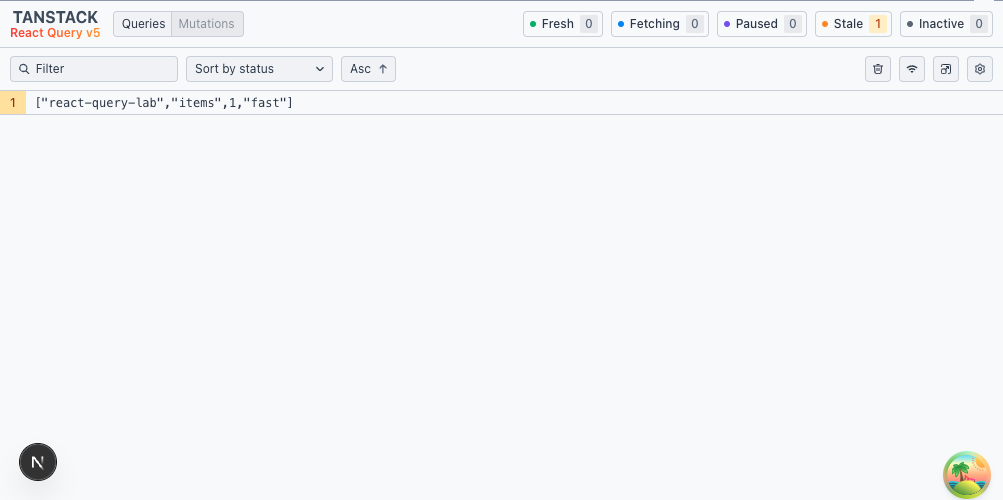 TANSTACK
React Query v5
Queries Mutations
Fresh 0 Fetching 0 Paused 0 Stale 1 Inactive 0
Filter Sort by status Asc ↑
1 ["react-query-lab","items",1,"fast"]
N